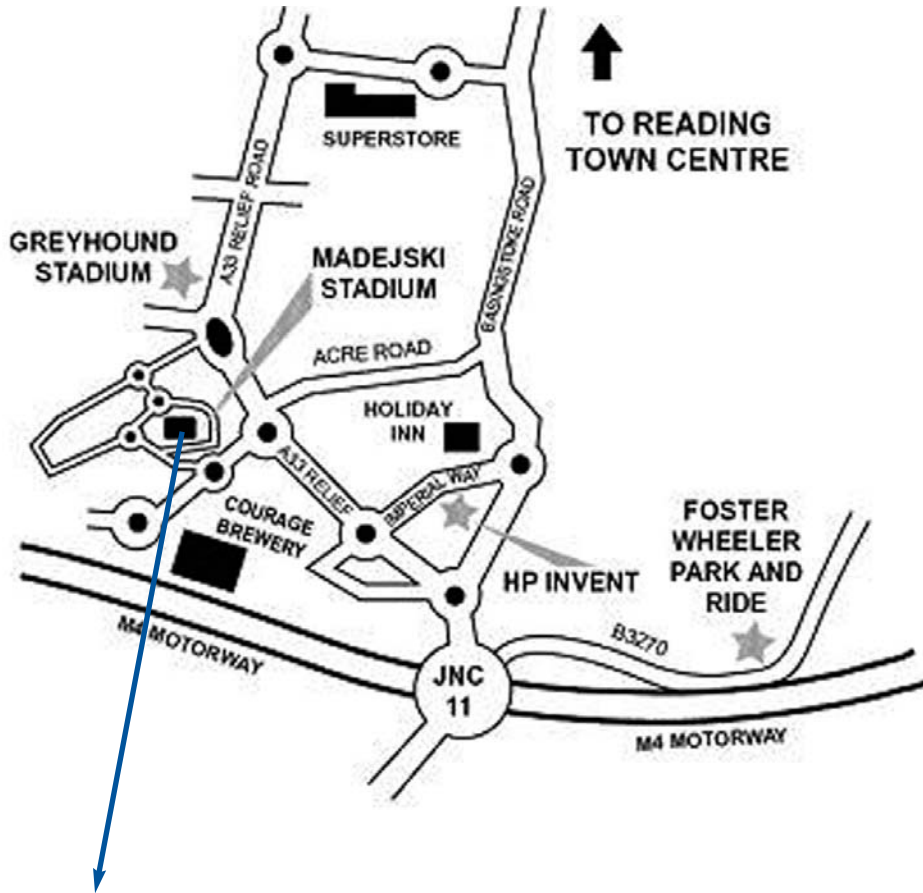 SUPERSTORE
TO READING
TOWN CENTRE
A33 RELIEF ROAD
BASINGSTOKE ROAD
GREYHOUND
STADIUM
MADEJSKI
STADIUM
ACRE ROAD
HOLIDAY
INN
A33 RELIEF
IMPERIAL WAY
COURAGE
BREWERY
HP INVENT
FOSTER
WHEELER
PARK AND
RIDE
B3270
M4 MOTORWAY
JNC
11
M4 MOTORWAY